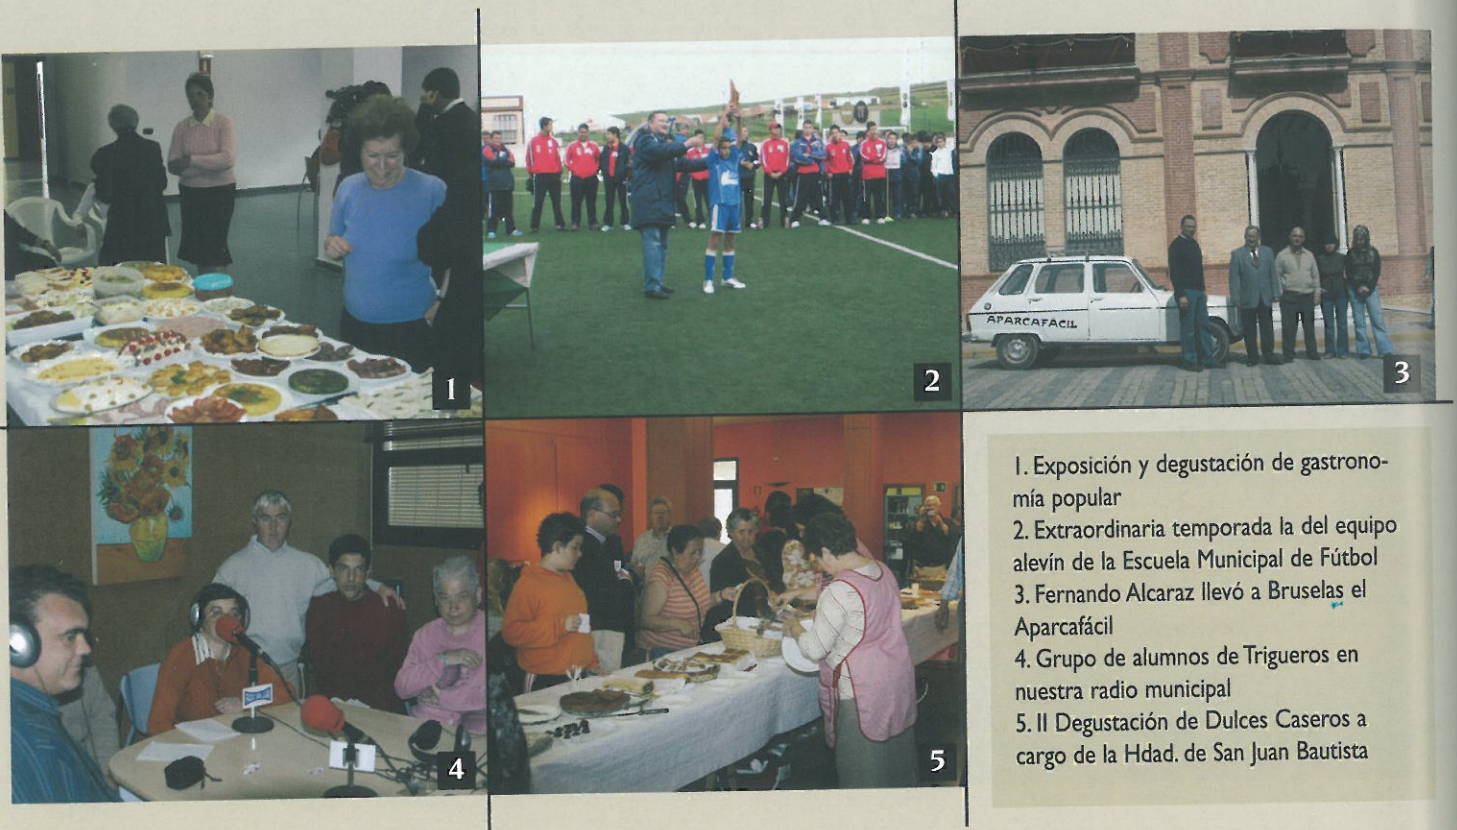 1
2
APARCAFÁCIL
3
4
5
1. Exposición y degustación de gastrono-
mía popular
2. Extraordinaria temporada la del equipo
alevín de la Escuela Municipal de Fútbol
3. Fernando Alcaraz llevó a Bruselas el
Aparcafácil
4. Grupo de alumnos de Trigueros en
nuestra radio municipal
5. II Degustación de Dulces Caseros a
cargo de la Hdad. de San Juan Bautista